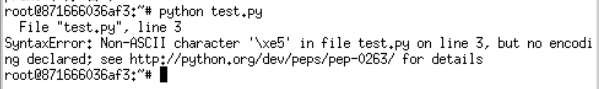 root@871666036af3:~# python test.py
  File "test.py", line 3
SyntaxError: Non-ASCII character '\xe5' in file test.py on line 3, but no encodi
ng declared; see http://python.org/dev/peps/pep-0263/ for details
root@871666036af3:~#